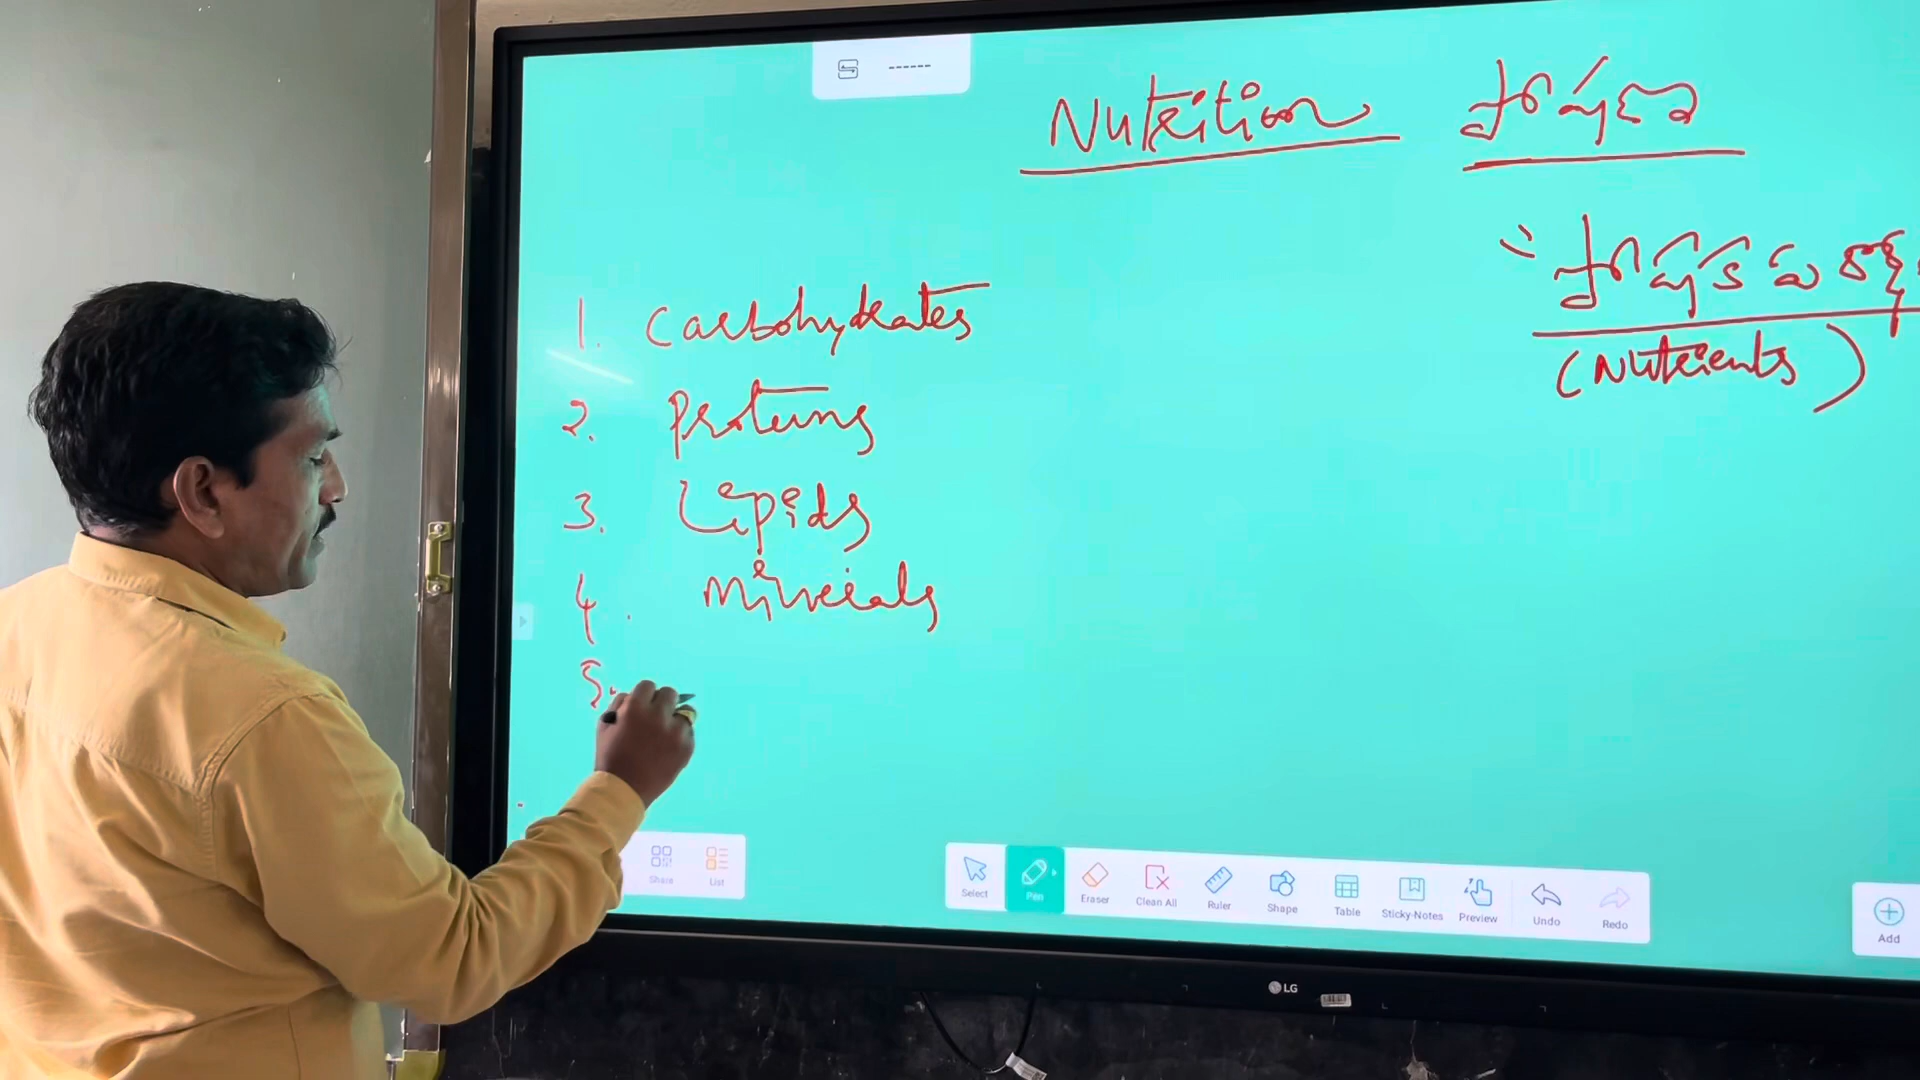 Nutrition ಪೋಷಣೆ
1. Carbohydrates
(Nutrients)
2. Proteins
3. Lipids
4. Minerals
5.
Share List
Select Pen Eraser Clean All Ruler Shape Table Sticky-Notes Preview Undo Redo Add
LG